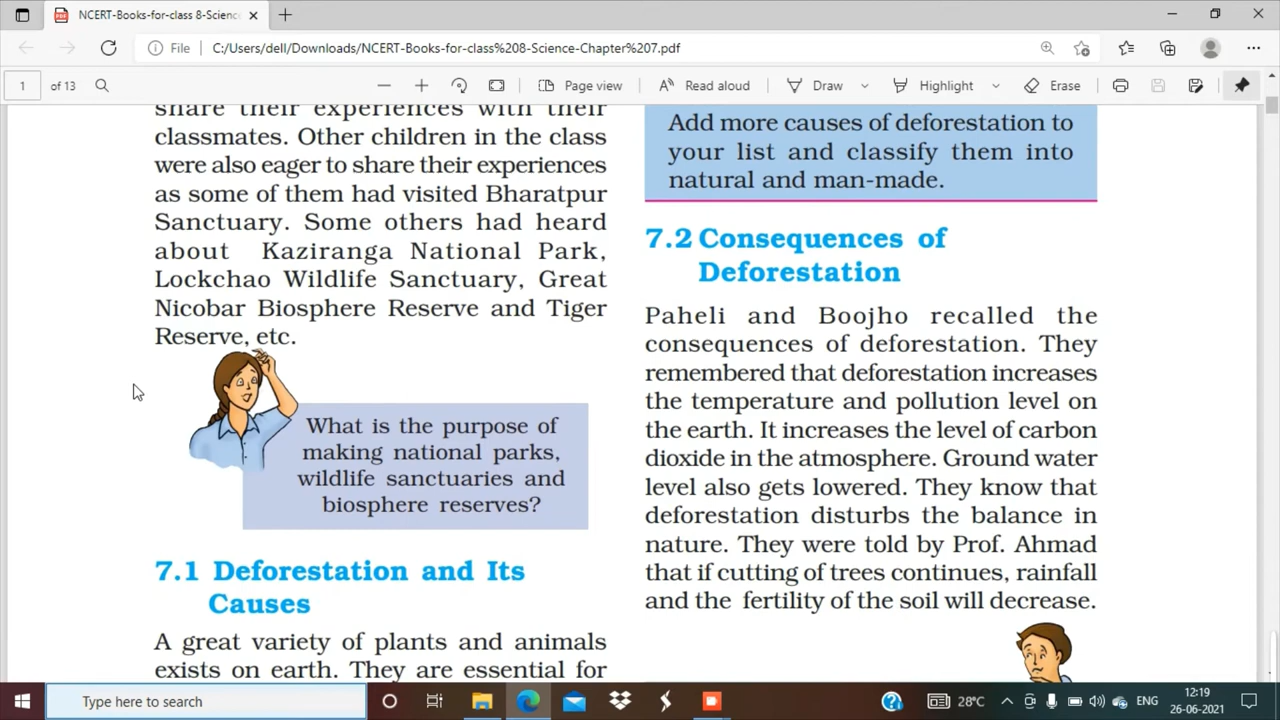 NCERT-Books-for-class 8-Science
File
C:/Users/dell/Downloads/NCERT-Books-for-class%208-Science-Chapter%207.pdf
1 of 13
Page view
Read aloud
Draw
Highlight
Erase
share their experiences with their
classmates. Other children in the class
were also eager to share their experiences
as some of them had visited Bharatpur
Sanctuary. Some others had heard
about Kaziranga National Park,
Lockchao Wildlife Sanctuary, Great
Nicobar Biosphere Reserve and Tiger
Reserve, etc.
What is the purpose of
making national parks,
wildlife sanctuaries and
biosphere reserves?
7.1 Deforestation and Its
Causes
A great variety of plants and animals
exists on earth. They are essential for
Add more causes of deforestation to
your list and classify them into
natural and man-made.
7.2 Consequences of
Deforestation
Paheli and Boojho recalled the
consequences of deforestation. They
remembered that deforestation increases
the temperature and pollution level on
the earth. It increases the level of carbon
dioxide in the atmosphere. Ground water
level also gets lowered. They know that
deforestation disturbs the balance in
nature. They were told by Prof. Ahmad
that if cutting of trees continues, rainfall
and the fertility of the soil will decrease.
Type here to search
28°C
ENG
12:19
26-06-2021